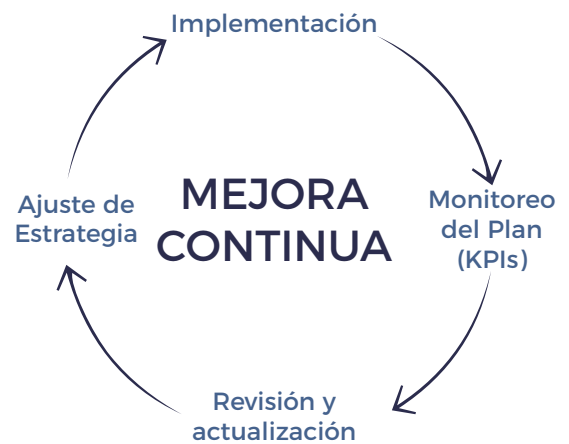 Implementación
MEJORA
CONTINUA
Monitoreo
del Plan
(KPIs)
Revisión y
actualización
Ajuste de
Estrategia